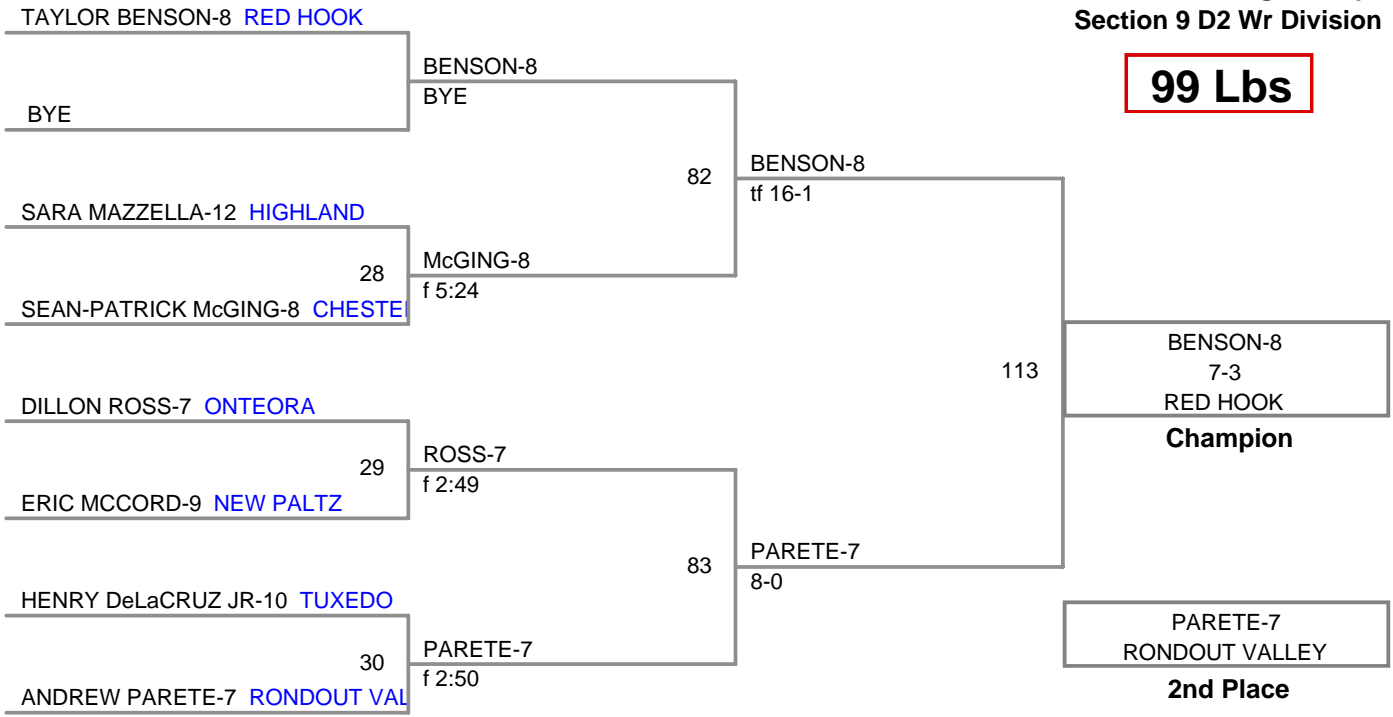 TAYLOR BENSON-8 RED HOOK
Section 9 D2 Wr Division
99 Lbs
BENSON-8
BYE
BYE
82
BENSON-8
tf 16-1
SARA MAZZELLA-12 HIGHLAND
28
McGING-8
f 5:24
SEAN-PATRICK McGING-8 CHESTE
113
BENSON-8
7-3
RED HOOK
Champion
DILLON ROSS-7 ONTEORA
29
ROSS-7
f 2:49
ERIC MCCORD-9 NEW PALTZ
83
PARETE-7
8-0
HENRY DeLaCRUZ JR-10 TUXEDO
30
PARETE-7
f 2:50
ANDREW PARETE-7 RONDOUT VAL
PARETE-7
RONDOUT VALLEY
2nd Place